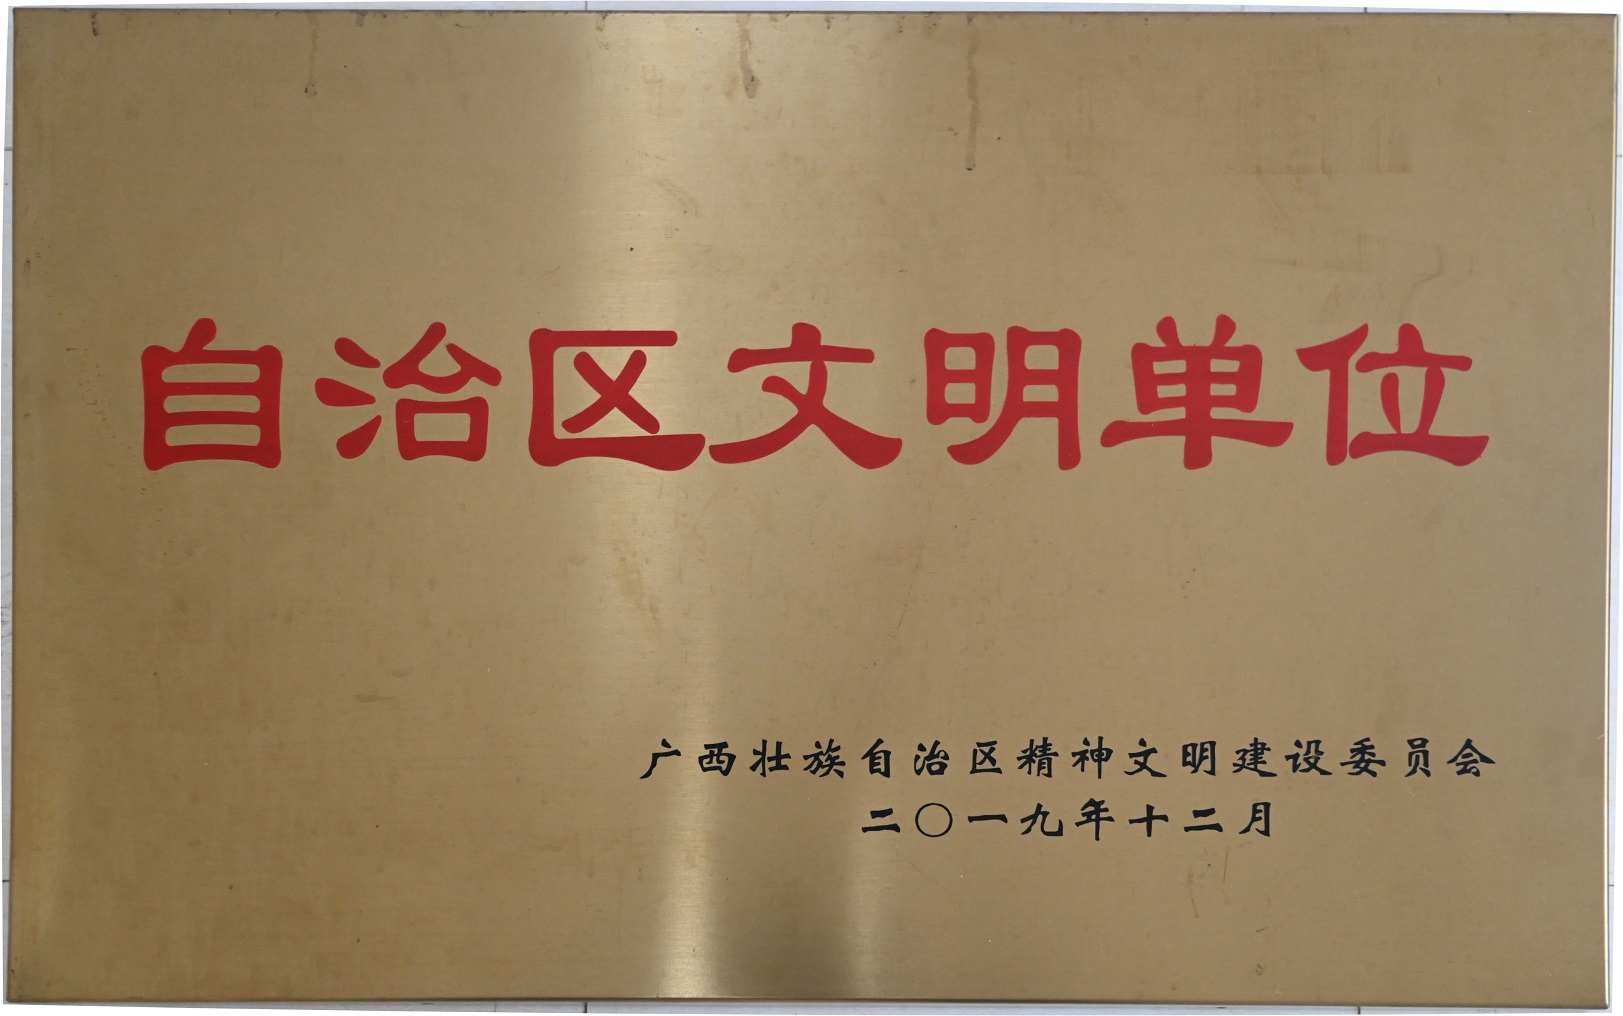 自治区文明单位
广西壮族自治区精神文明建设委员会
二〇一九年十二月